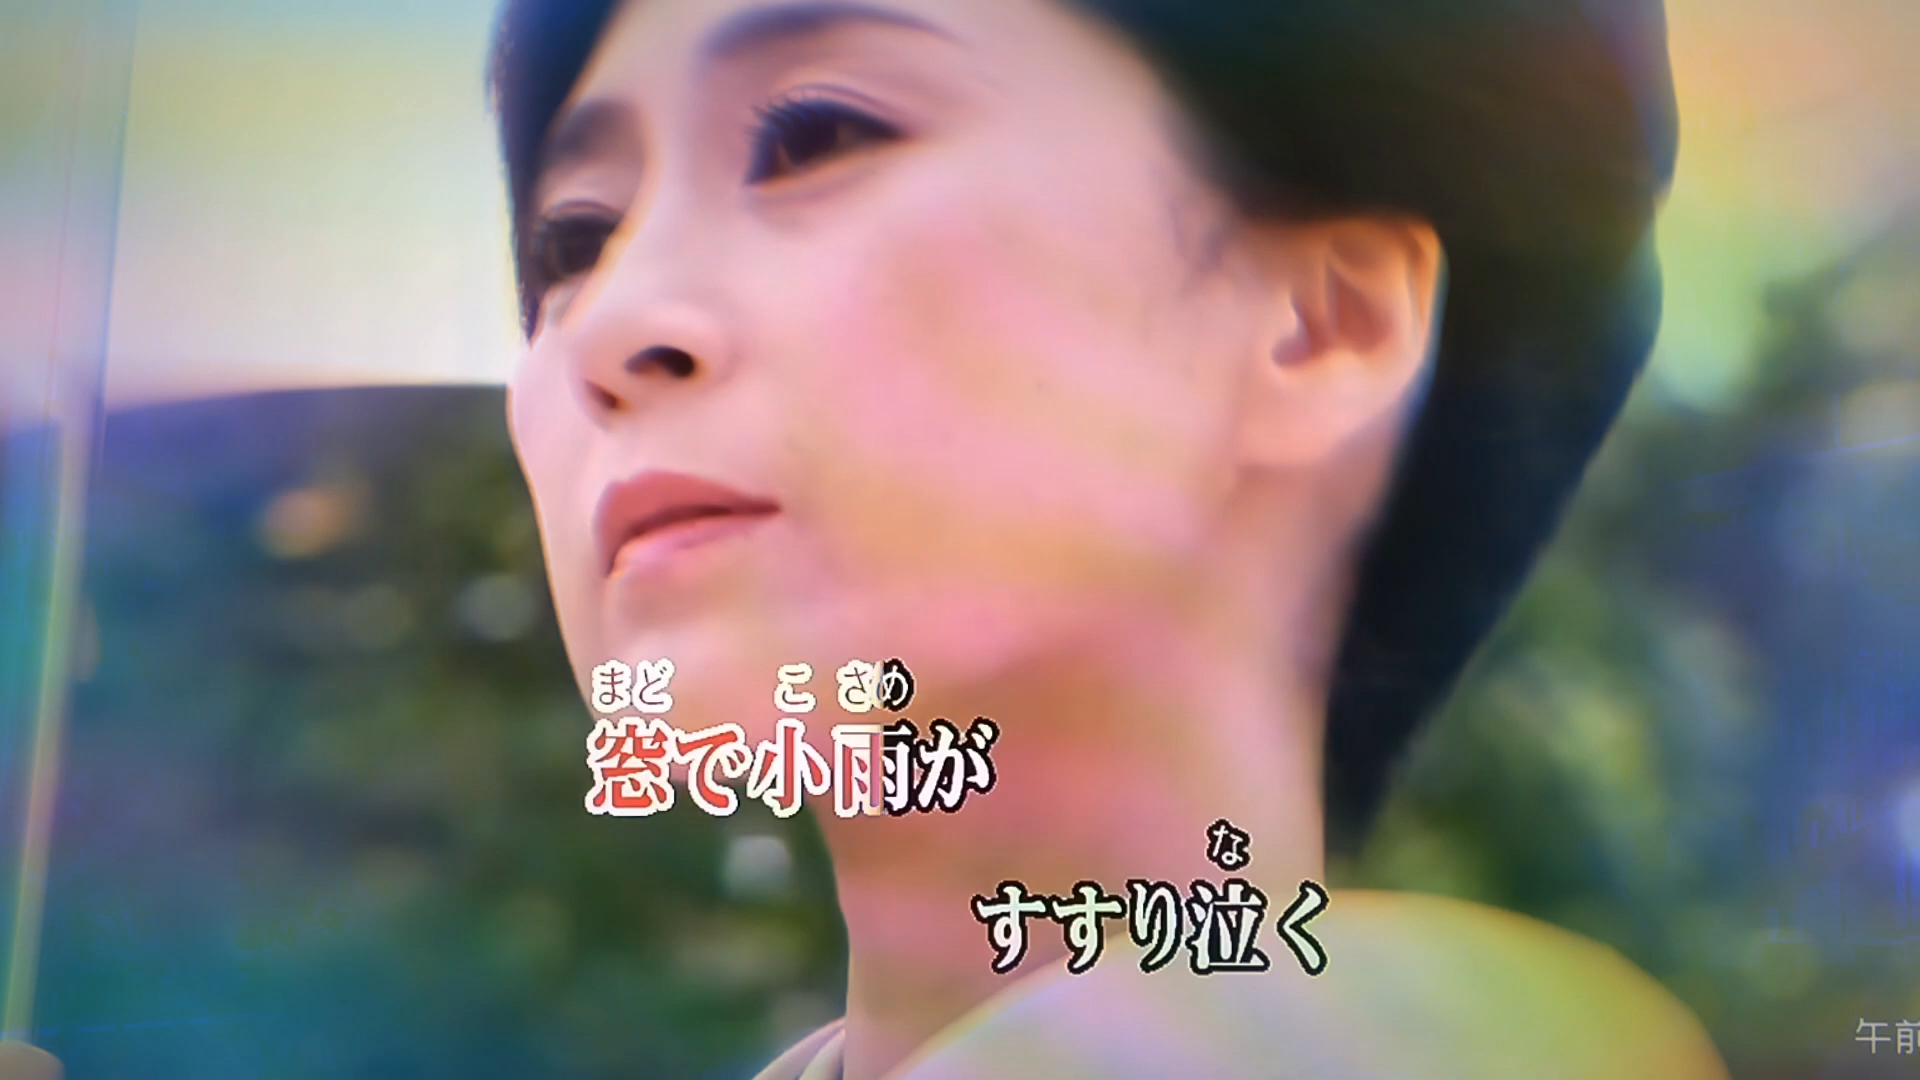 まど こ さめ
窓で小雨が
な
すすり泣く
午前